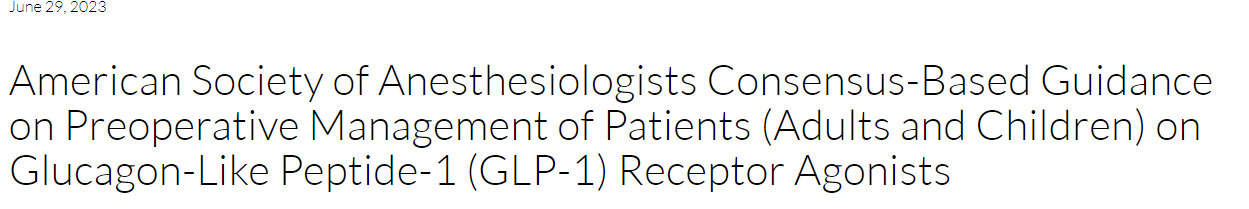 June 29, 2023
American Society of Anesthesiologists Consensus-Based Guidance
on Preoperative Management of Patients (Adults and Children) on
Glucagon-Like Peptide-1 (GLP-1) Receptor Agonists